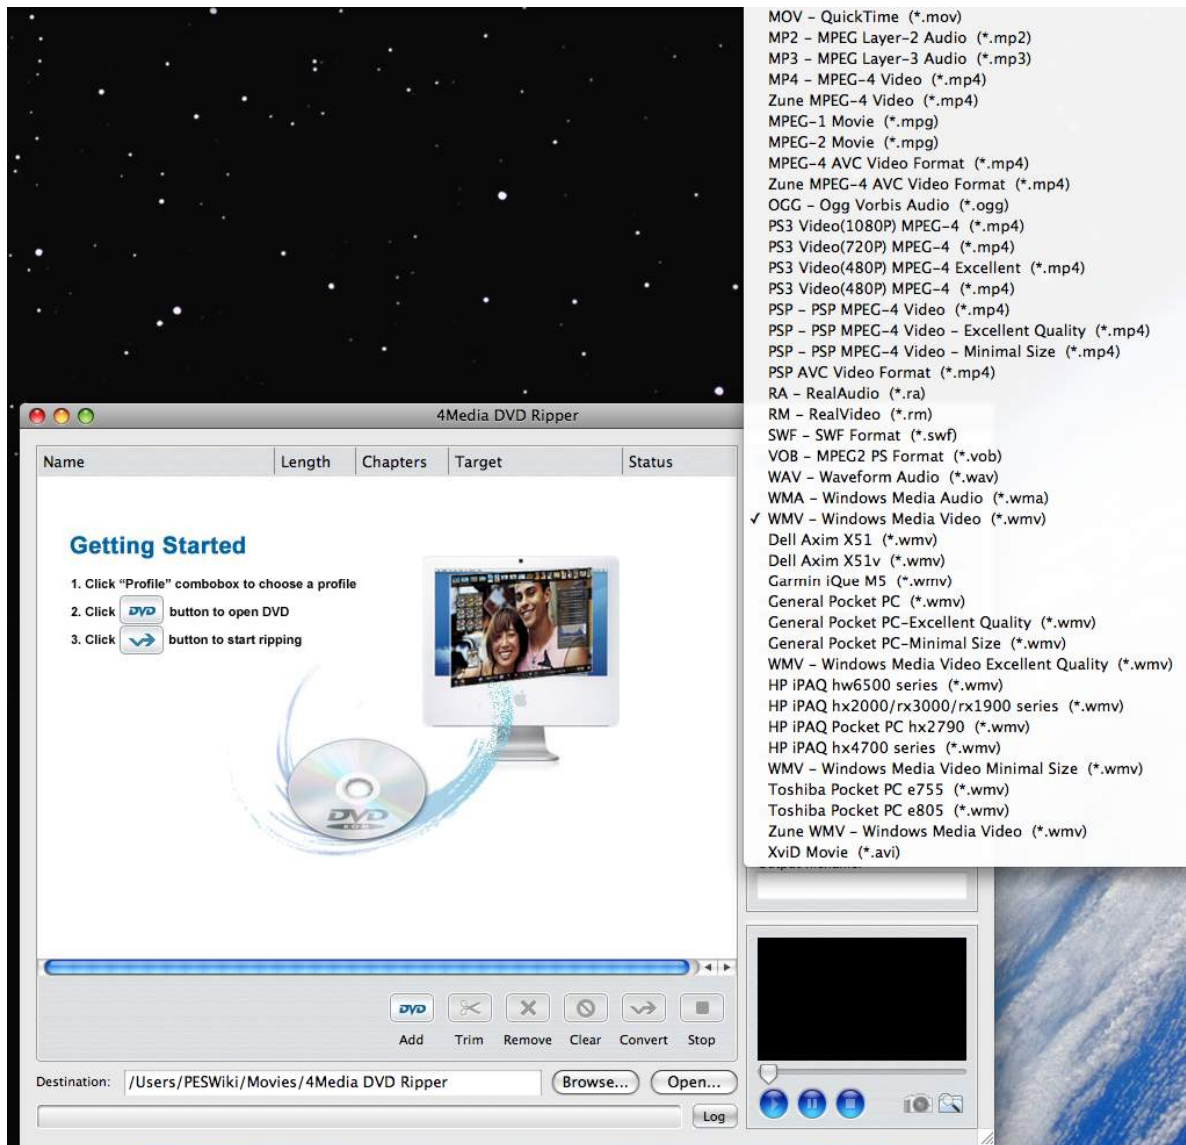 MOV – QuickTime (*.mov)
MP2 – MPEG Layer-2 Audio (*.mp2)
MP3 – MPEG Layer-3 Audio (*.mp3)
MP4 – MPEG-4 Video (*.mp4)
Zune MPEG-4 Video (*.mp4)
MPEG-1 Movie (*.mpg)
MPEG-2 Movie (*.mpg)
MPEG-4 AVC Video Format (*.mp4)
Zune MPEG-4 AVC Video Format (*.mp4)
OGG – Ogg Vorbis Audio (*.ogg)
PS3 Video(1080P) MPEG-4 (*.mp4)
PS3 Video(720P) MPEG-4 (*.mp4)
PS3 Video(480P) MPEG-4 Excellent (*.mp4)
PS3 Video(480P) MPEG-4 (*.mp4)
PSP – PSP MPEG-4 Video (*.mp4)
PSP – PSP MPEG-4 Video – Excellent Quality (*.mp4)
PSP – PSP MPEG-4 Video – Minimal Size (*.mp4)
PSP AVC Video Format (*.mp4)
RA – RealAudio (*.ra)
RM – RealVideo (*.rm)
SWF – SWF Format (*.swf)
VOB – MPEG2 PS Format (*.vob)
WAV – Waveform Audio (*.wav)
WMA – Windows Media Audio (*.wma)
✓ WMV – Windows Media Video (*.wmv)
Dell Axim X51 (*.wmv)
Dell Axim X51v (*.wmv)
Garmin iQue M5 (*.wmv)
General Pocket PC (*.wmv)
General Pocket PC-Excellent Quality (*.wmv)
General Pocket PC-Minimal Size (*.wmv)
WMV – Windows Media Video Excellent Quality (*.wmv)
HP iPAQ hw6500 series (*.wmv)
HP iPAQ hx2000/rx3000/rx1900 series (*.wmv)
HP iPAQ Pocket PC hx2790 (*.wmv)
HP iPAQ hx4700 series (*.wmv)
WMV – Windows Media Video Minimal Size (*.wmv)
Toshiba Pocket PC e755 (*.wmv)
Toshiba Pocket PC e805 (*.wmv)
Zune WMV – Windows Media Video (*.wmv)
XviD Movie (*.avi)
4Media DVD Ripper
Name Length Chapters Target Status
Getting Started
1. Click “Profile” combobox to choose a profile
2. Click DVD button to open DVD
3. Click button to start ripping
DVD
ROM
DVD
Add Trim Remove Clear Convert Stop
Destination: /Users/PESWiki/Movies/4Media DVD Ripper Browse... Open...
Log